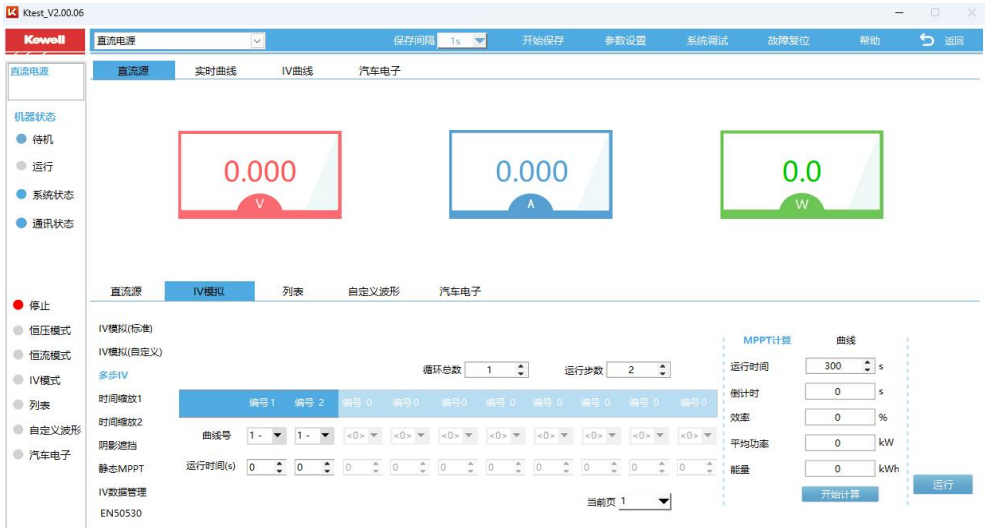 Ktest_V2.00.06
Kewell 直流电源 保存间隔 1s 开始保存 参数设置 系统调试 故障复位 帮助 返回
直流电源
直流源 实时曲线 IV曲线 汽车电子
机器状态
待机
运行
系统状态
通讯状态
0.000 0.000 0.0
V A W
停止
恒压模式
恒流模式
IV模式
列表
自定义波形
汽车电子
直流源 IV模拟 列表 自定义波形 汽车电子
IV模拟(标准)
IV模拟(自定义)
多步IV
时间缩放1
时间缩放2
阴影遮挡
静态MPPT
IV数据管理
EN50530
循环总数 1 运行步数 2
编号1 编号 2 编号 0 编号0 编号0 编号 0 编号 0 编号 0 编号 0 编号0
曲线号 1 - 1 - <0> <0> <0> <0> <0> <0> <0> <0>
运行时间(s) 0 0 0 0 0 0 0 0 0 0
当前页 1
MPPT计算 曲线
运行时间 300 s
倒计时 0 s
效率 0 %
平均功率 0 kW
能量 0 kWh
开始计算
运行